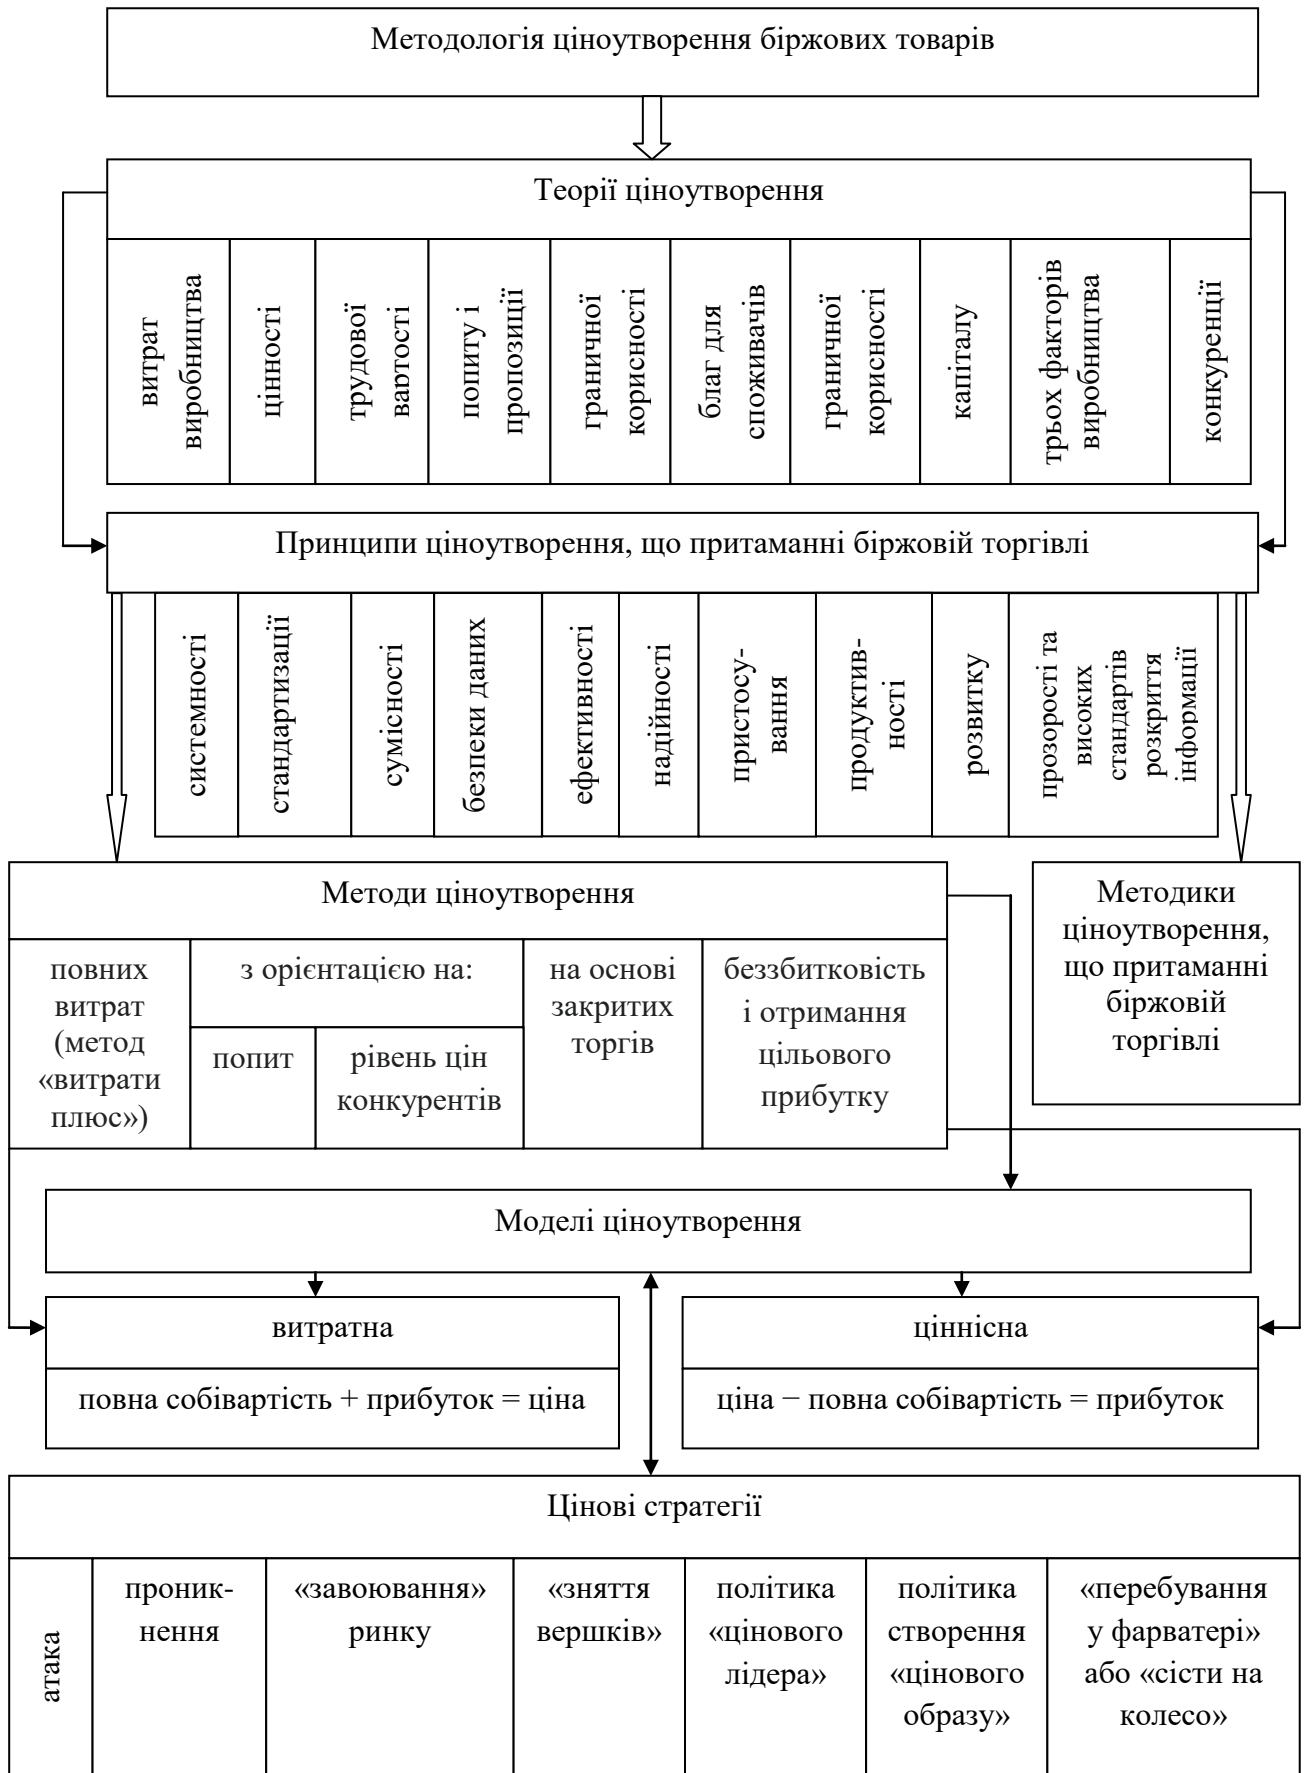 Методологія ціноутворення біржових товарів
Теорії ціноутворення
витрат
виробництва
цінності
трудової
вартості
попиту і
пропозиції
граничної
корисності
благ для
споживачів
граничної
корисності
капіталу
трьох факторів
виробництва
конкуренції
Принципи ціноутворення, що притаманні біржовій торгівлі
системності
стандартизації
сумісності
безпеки даних
ефективності
надійності
пристосу-
вання
продуктив-
ності
розвитку
прозорості та
високих
стандартів
розкриття
інформації
Методи ціноутворення
повних
витрат
(метод
«витрати
плюс»)
з орієнтацією на:
попит
рівень цін
конкурентів
на основі
закритих
торгів
беззбитковість
і отримання
цільового
прибутку
Методики
ціноутворення,
що притаманні
біржовій
торгівлі
Моделі ціноутворення
витратна
повна собівартість + прибуток = ціна
ціннісна
ціна − повна собівартість = прибуток
Цінові стратегії
атака
проник-
нення
«завоювання»
ринку
«зняття
вершків»
політика
«цінового
лідера»
політика
створення
«цінового
образу»
«перебування
у фарватері»
або «сісти на
колесо»